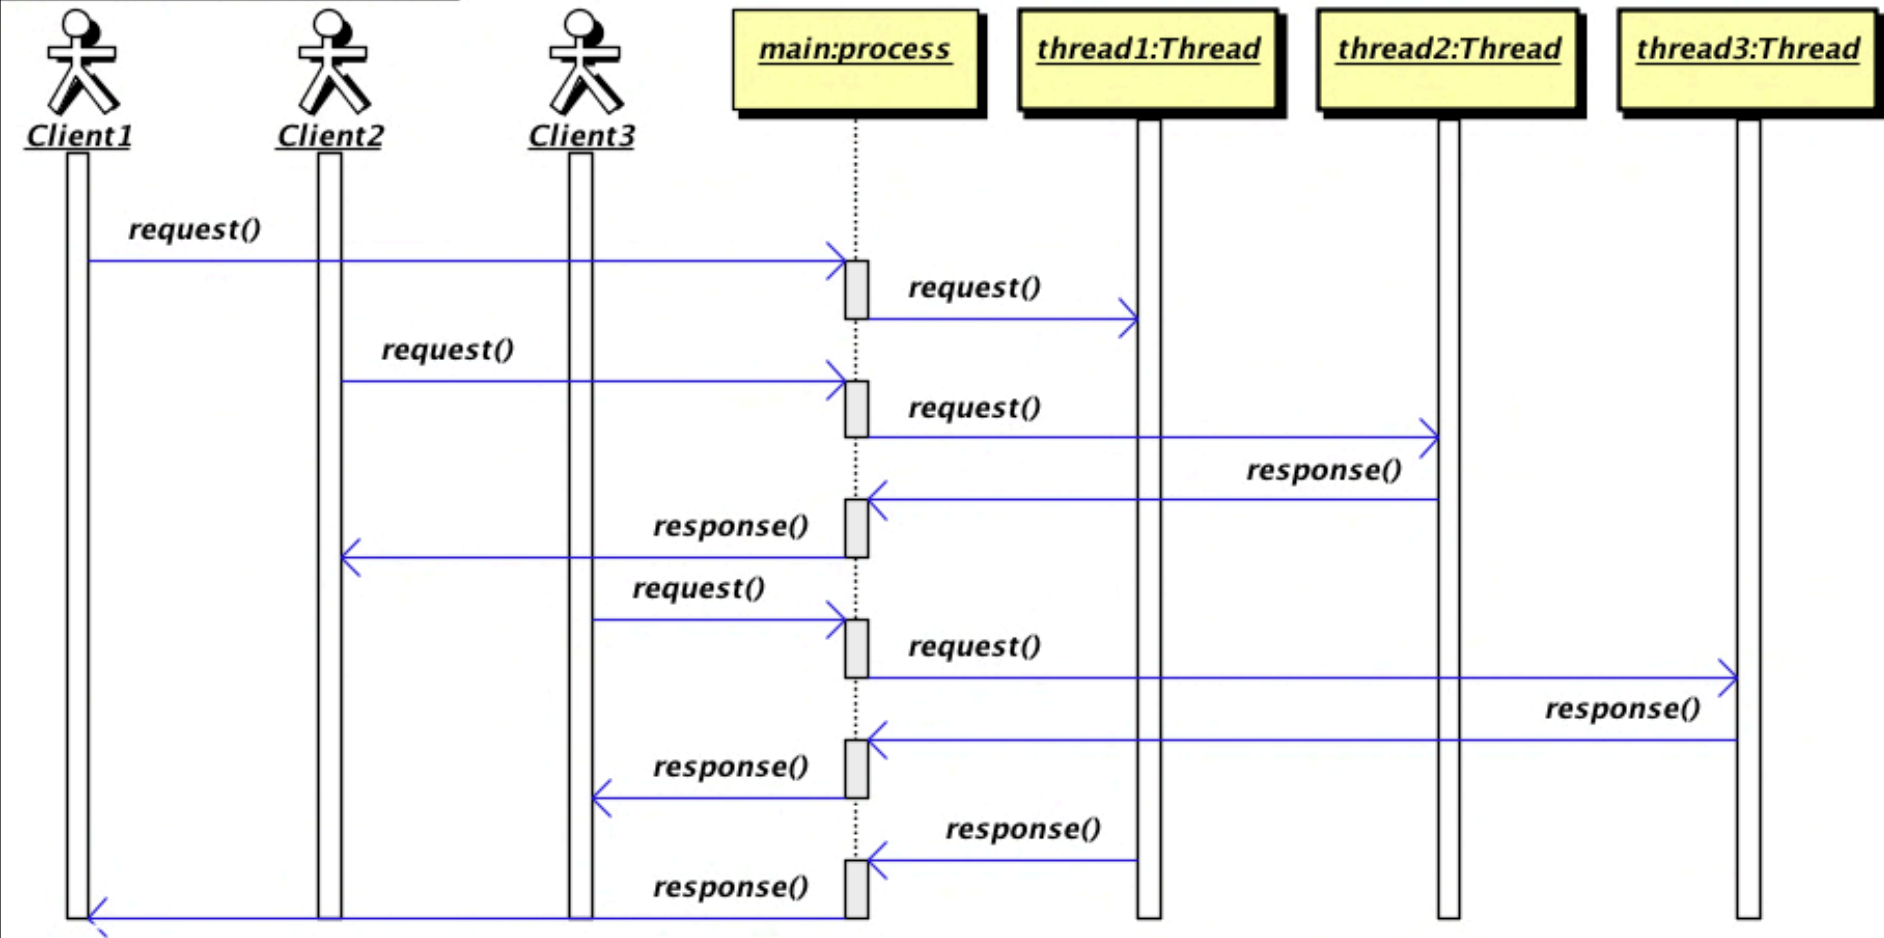 main:process
thread1:Thread
thread2:Thread
thread3:Thread
Client1
Client2
Client3
request()
request()
request()
request()
response()
response()
request()
request()
response()
response()
response()
response()